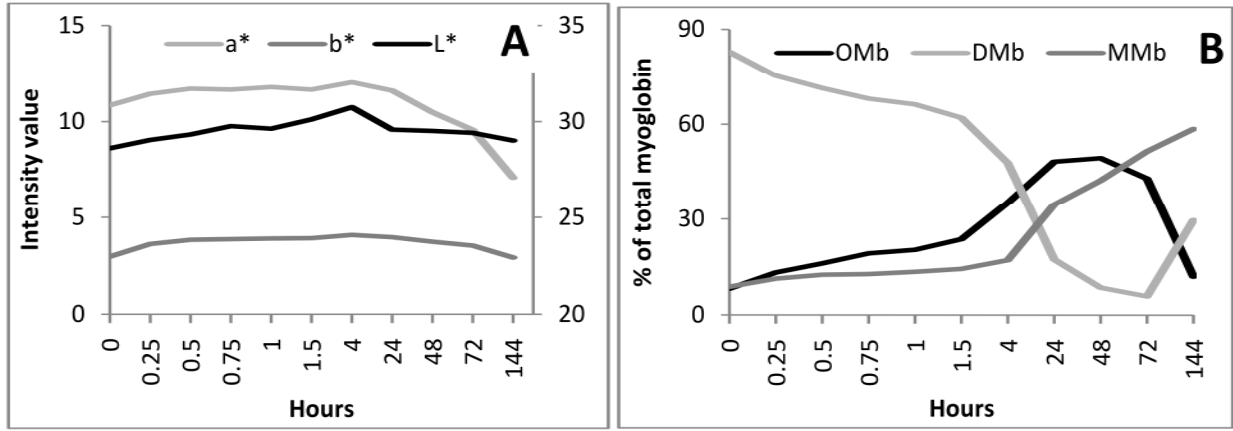 A
a* b* L*
Intensity value
15
10
5
0
35
30
25
20
0 0.25 0.5 0.75 1 1.5 4 24 48 72 144
Hours
B
OMb DMb MMb
% of total myoglobin
90
60
30
0
0 0.25 0.5 0.75 1 1.5 4 24 48 72 144
Hours